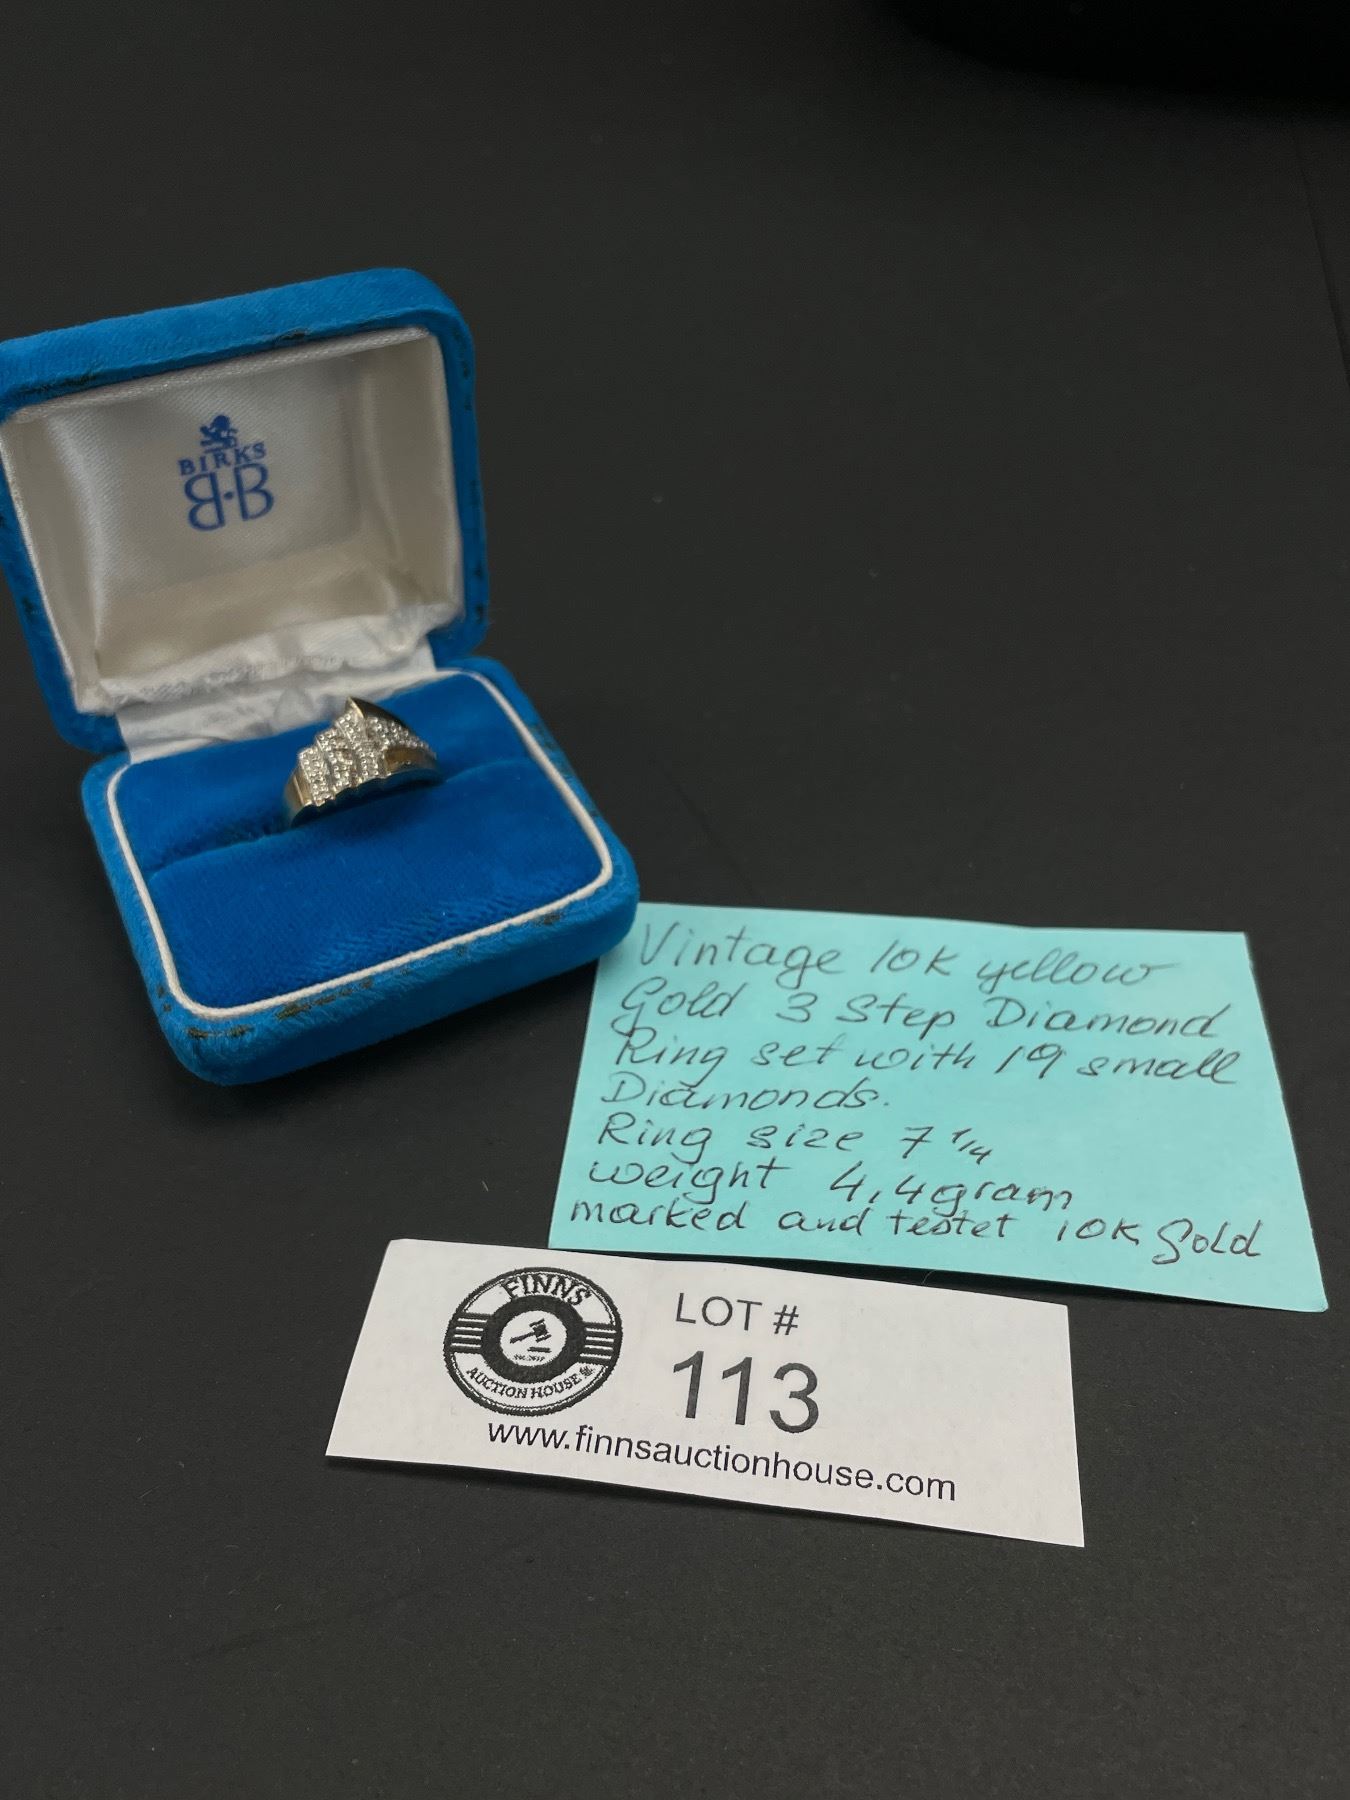 BIRKS
B·B
Vintage 10K yellow
Gold 3 Step Diamond
Ring set with 19 small
Diamonds.
Ring size 7 1/4
weight 4,4gram
marked and testet 10K Gold
FINNS
AUCTION HOUSE
LOT #
113
www.finnsauctionhouse.com